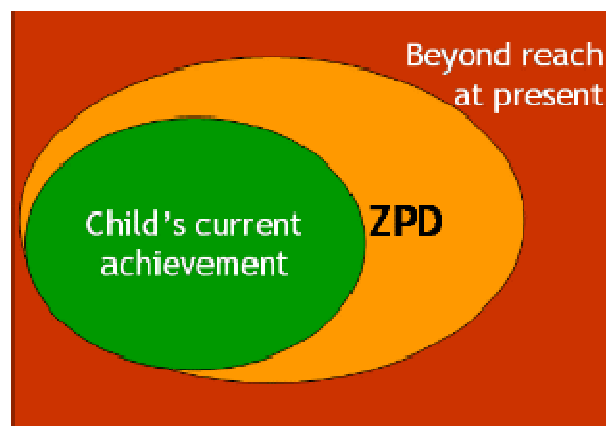 Beyond reach
at present
Child's current
achievement
ZPD